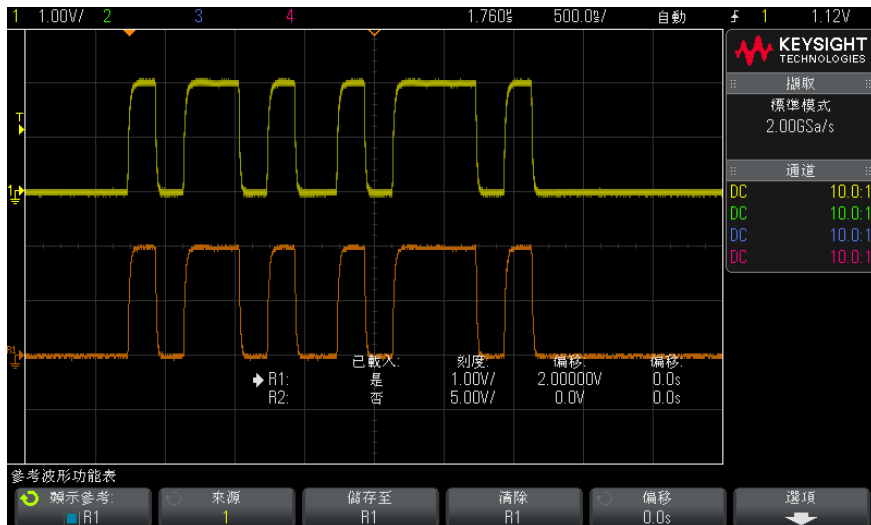 1 1.00V/ 2 3 4 1.760s 500.0s/ 自動 1 1.12V
KEYSIGHT
TECHNOLOGIES
擷取
標準模式
2.00GSa/s
通道
DC 10.0:1
DC 10.0:1
DC 10.0:1
DC 10.0:1
T
1
R1
已載入: 刻度: 偏移: 偏移:
R1: 是 1.00V/ 2.00000V 0.0s
R2: 否 5.00V/ 0.0V 0.0s
參考波形功能表
顯示參考: 來源 儲存至 清除 偏移 選項
R1 1 R1 R1 0.0s